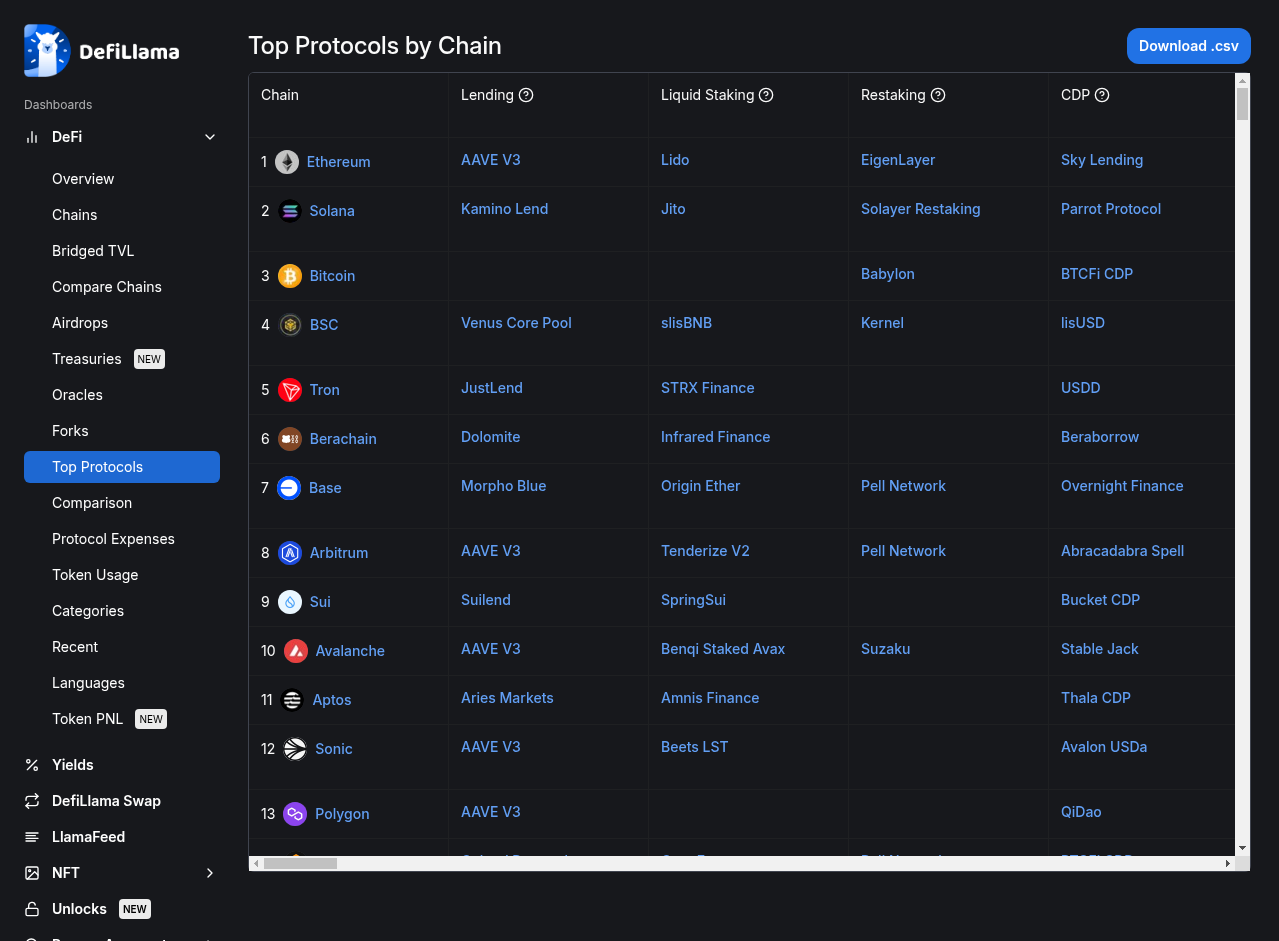 DefiLlama
Dashboards
DeFi
Overview
Chains
Bridged TVL
Compare Chains
Airdrops
Treasuries NEW
Oracles
Forks
Top Protocols
Comparison
Protocol Expenses
Token Usage
Categories
Recent
Languages
Token PNL NEW
Yields
DefiLlama Swap
LlamaFeed
NFT
Unlocks NEW
Top Protocols by Chain
Download .csv
Chain Lending Liquid Staking Restaking CDP
1 Ethereum AAVE V3 Lido EigenLayer Sky Lending
2 Solana Kamino Lend Jito Solayer Restaking Parrot Protocol
3 Bitcoin Babylon BTCFi CDP
4 BSC Venus Core Pool slisBNB Kernel lisUSD
5 Tron JustLend STRX Finance USDD
6 Berachain Dolomite Infrared Finance Beraborrow
7 Base Morpho Blue Origin Ether Pell Network Overnight Finance
8 Arbitrum AAVE V3 Tenderize V2 Pell Network Abracadabra Spell
9 Sui Suilend SpringSui Bucket CDP
10 Avalanche AAVE V3 Benqi Staked Avax Suzaku Stable Jack
11 Aptos Aries Markets Amnis Finance Thala CDP
12 Sonic AAVE V3 Beets LST Avalon USDa
13 Polygon AAVE V3 QiDao